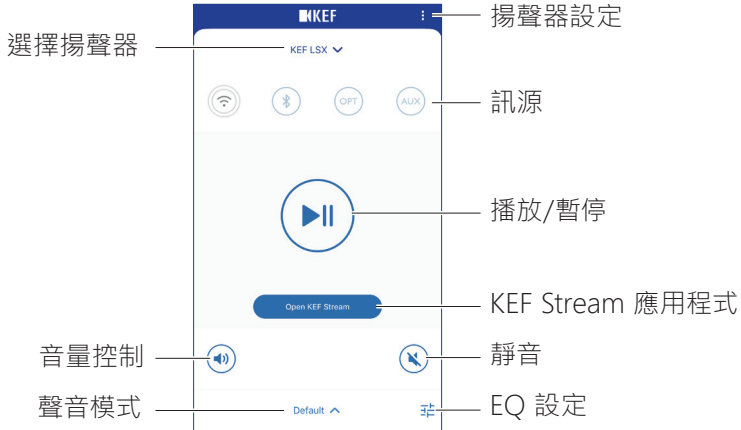 KEF
揚聲器設定
選擇揚聲器
KEF LSX
OPT
AUX
訊源
播放/暫停
Open KEF Stream
KEF Stream 應用程式
音量控制
靜音
聲音模式
Default
EQ 設定